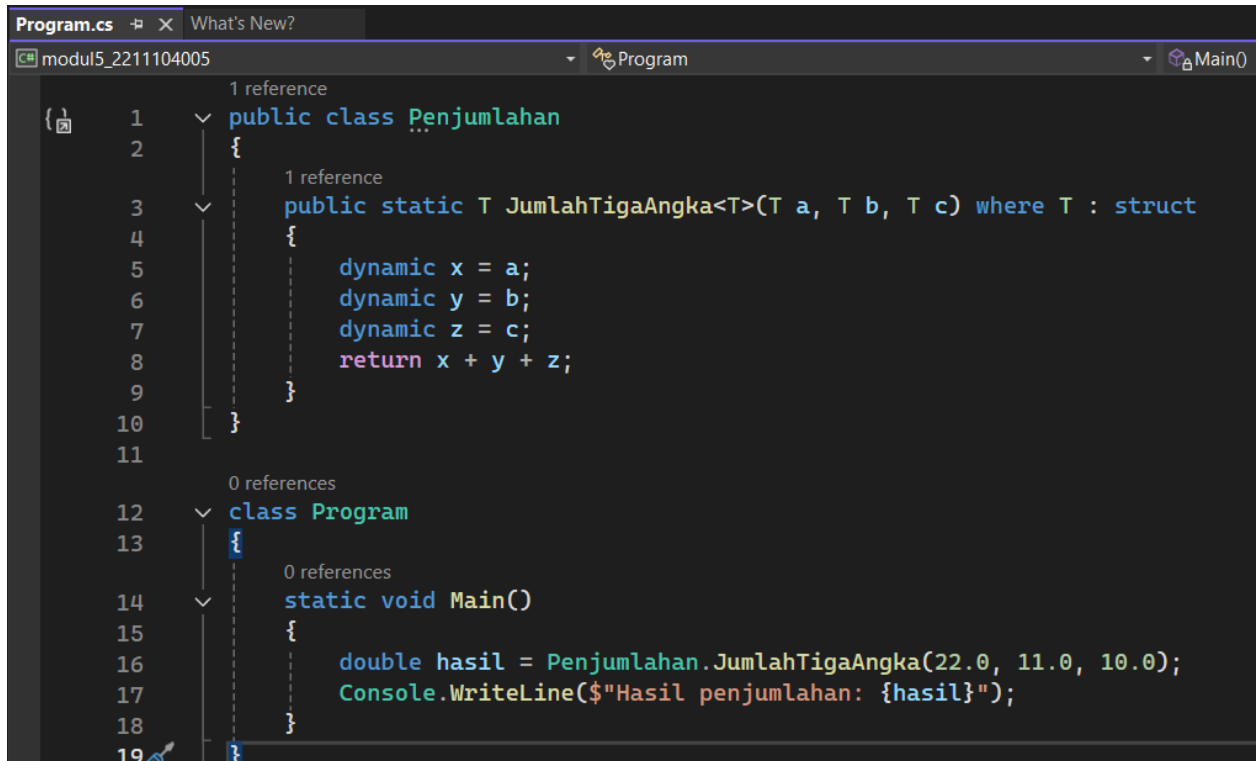 Program.cs What's New?
modul5_2211104005 Program Main()
1 reference
1 public class Penjumlahan
2 {
1 reference
3 public static T JumlahTigaAngka<T>(T a, T b, T c) where T : struct
4 {
5 dynamic x = a;
6 dynamic y = b;
7 dynamic z = c;
8 return x + y + z;
9 }
10 }
11
0 references
12 class Program
13 {
0 references
14 static void Main()
15 {
16 double hasil = Penjumlahan.JumlahTigaAngka(22.0, 11.0, 10.0);
17 Console.WriteLine($"Hasil penjumlahan: {hasil}");
18 }
19 }